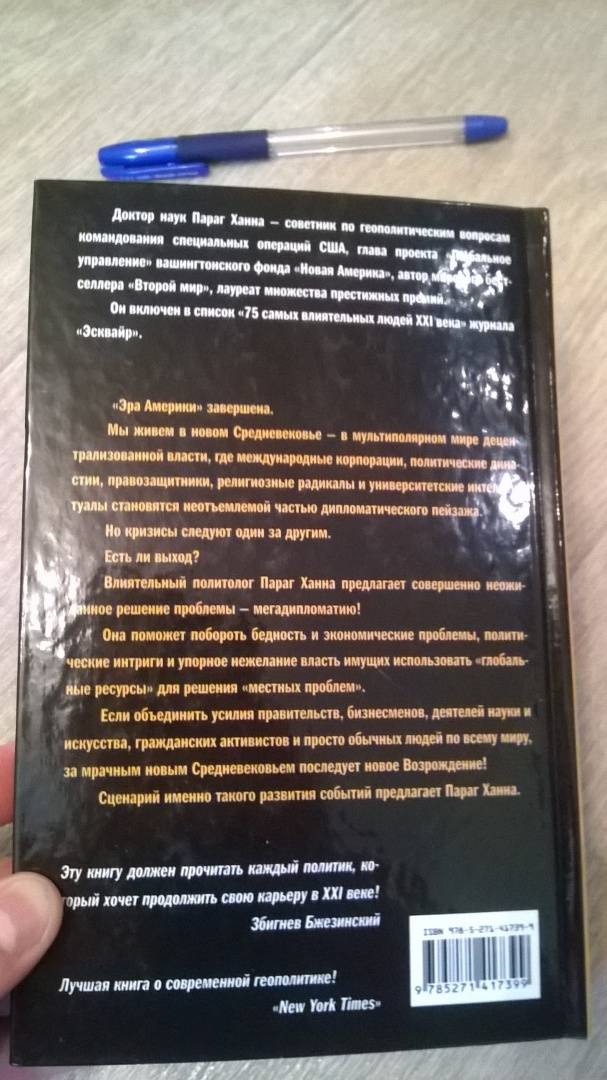 Доктор наук Параг Ханна – советник по геополитическим вопросам
командования специальных операций США, глава проекта
управление» вашингтонского фонда «Новая Америка», автор бест-
селлера «Второй мир», лауреат множества престижных премий.
Он включен в список «75 самых влиятельных людей XXI века» журнала
«Эсквайр».
«Эра Америки» завершена.
Мы живем в новом Средневековье – в мультиполярном мире децен-
трализованной власти, где международные корпорации, политические дина-
стии, правозащитники, религиозные радикалы и университетские
туалы становятся неотъемлемой частью дипломатического пейзажа.
Но кризисы следуют один за другим.
Есть ли выход?
Влиятельный политолог Параг Ханна предлагает совершенно неожи-
данное решение проблемы – мегадипломатию!
Она поможет побороть бедность и экономические проблемы, полити-
ческие интриги и упорное нежелание власть имущих использовать «глобаль-
ные ресурсы» для решения «местных проблем».
Если объединить усилия правительств, бизнесменов, деятелей науки и
искусства, гражданских активистов и просто обычных людей по всему миру,
за мрачным новым Средневековьем последует новое Возрождение!
Сценарий именно такого развития событий предлагает Параг Ханна.
Эту книгу должен прочитать каждый политик, ко-
торый хочет продолжить свою карьеру в XXI веке!
Збигнев Бжезинский
Лучшая книга о современной геополитике!
«New York Times»
ISBN 978-5-271-41739-9
9 785271 417399